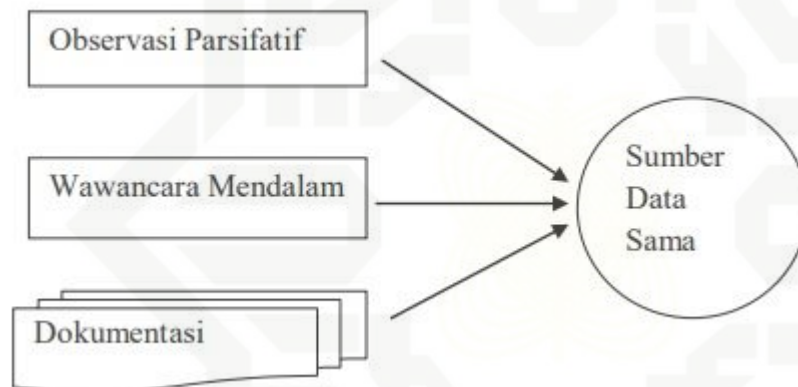 Observasi Parsifatif
Wawancara Mendalam
Dokumentasi
Sumber
Data
Sama